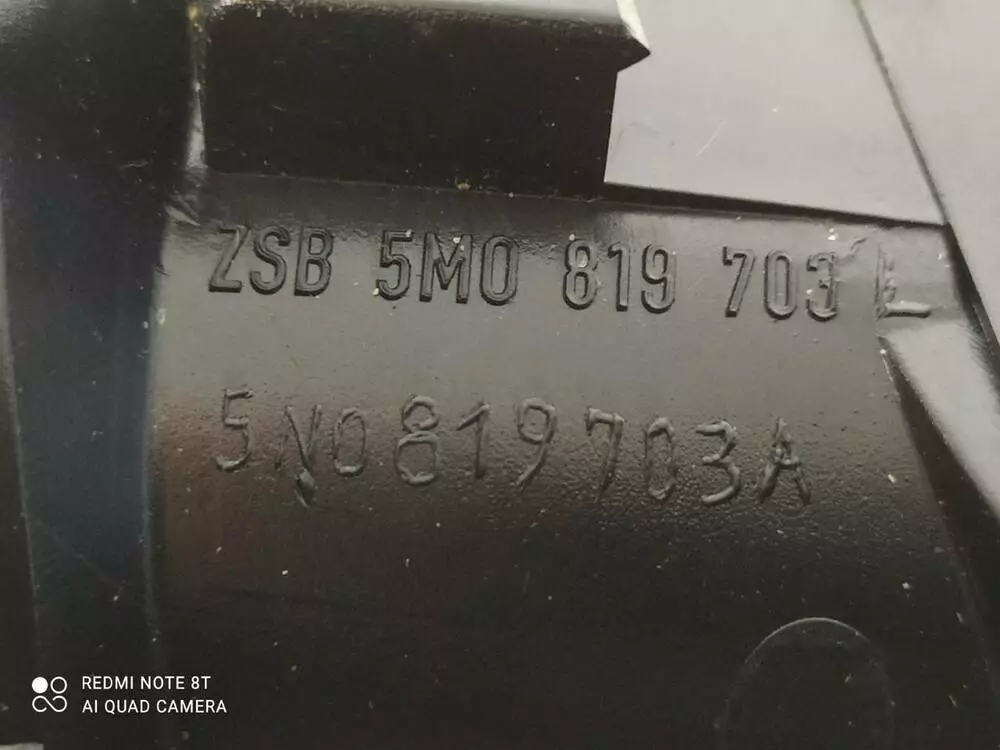 ZSB 5M0 819 703 L
5N0819703A
REDMI NOTE 8T
AI QUAD CAMERA